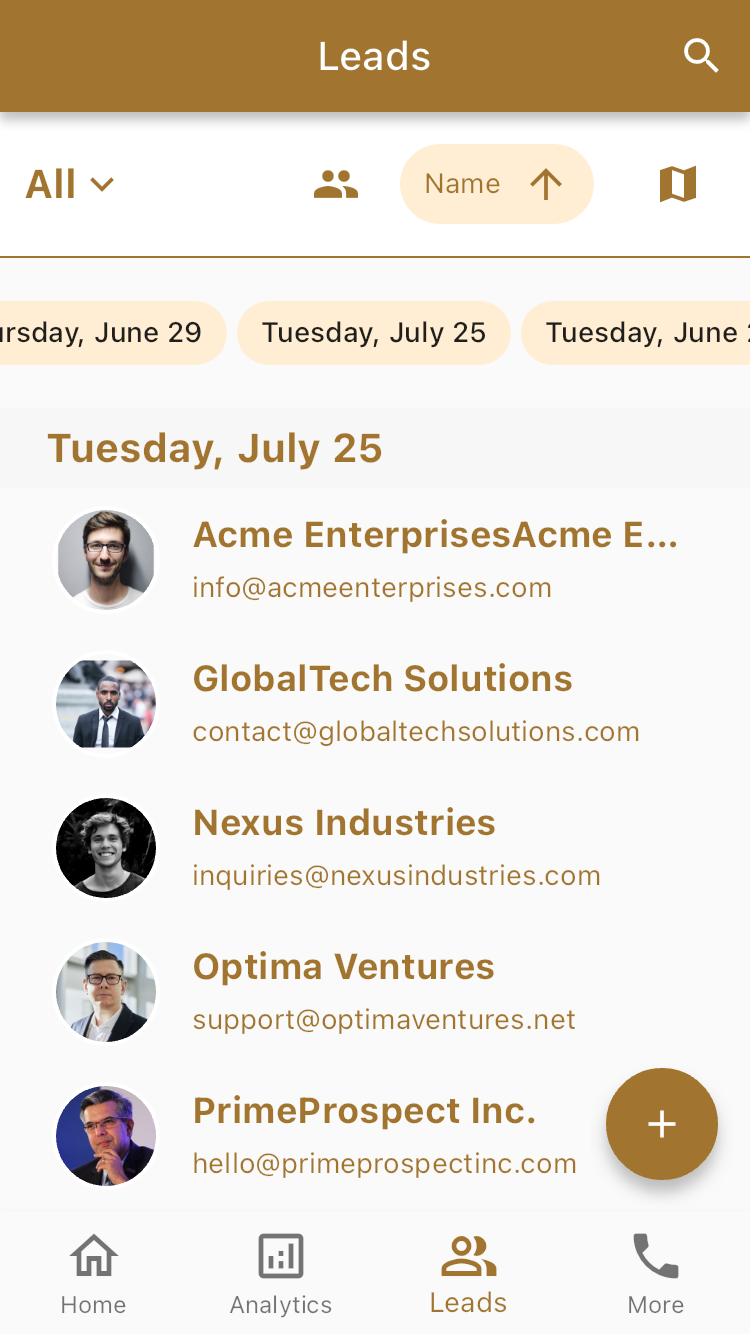 Leads
All
Name
ursday, June 29
Tuesday, July 25
Tuesday, June
Tuesday, July 25
Acme EnterprisesAcme E...
info@acmeenterprises.com
GlobalTech Solutions
contact@globaltechsolutions.com
Nexus Industries
inquiries@nexusindustries.com
Optima Ventures
support@optimaventures.net
PrimeProspect Inc.
hello@primeprospectinc.com
Home
Analytics
Leads
More